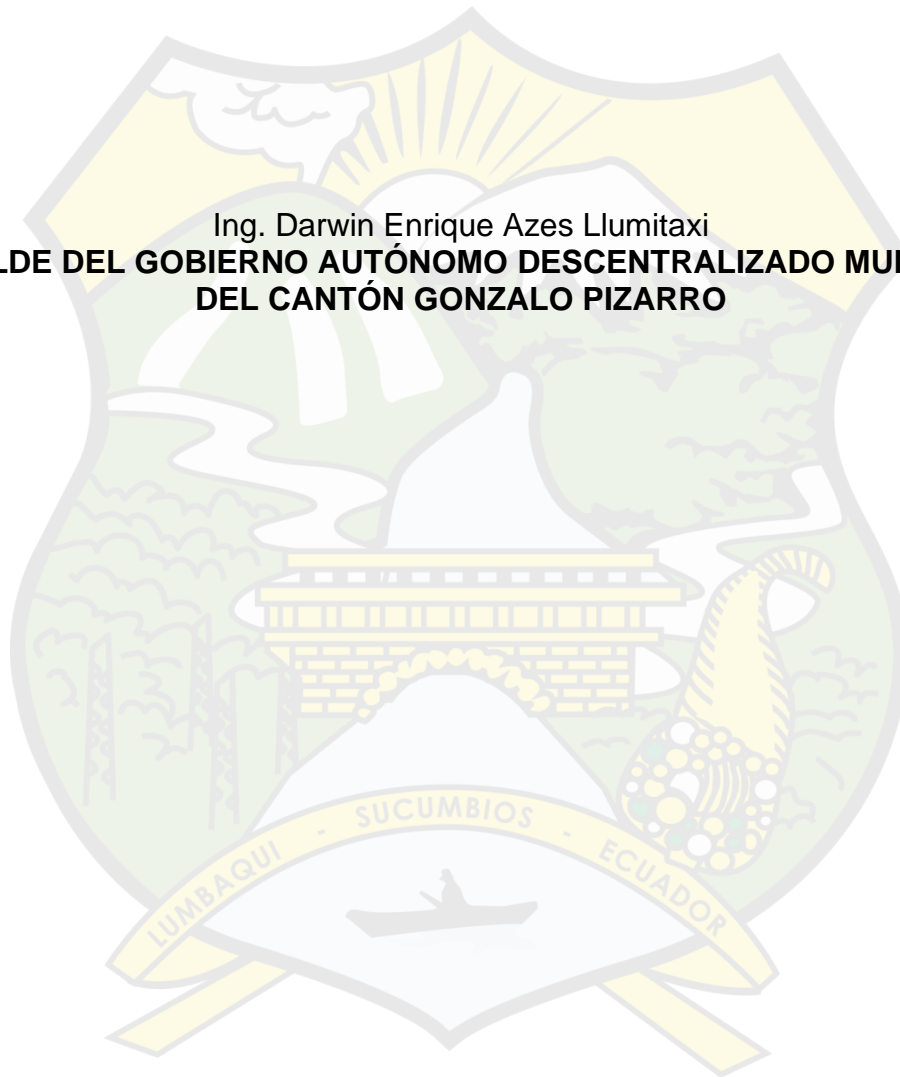 Ing. Darwin Enrique Azes Llumitaxi
LDE DEL GOBIERNO AUTÓNOMO DESCENTRALIZADO MU
DEL CANTÓN GONZALO PIZARRO
LUMBAQUI - SUCUMBIOS - ECUADOR